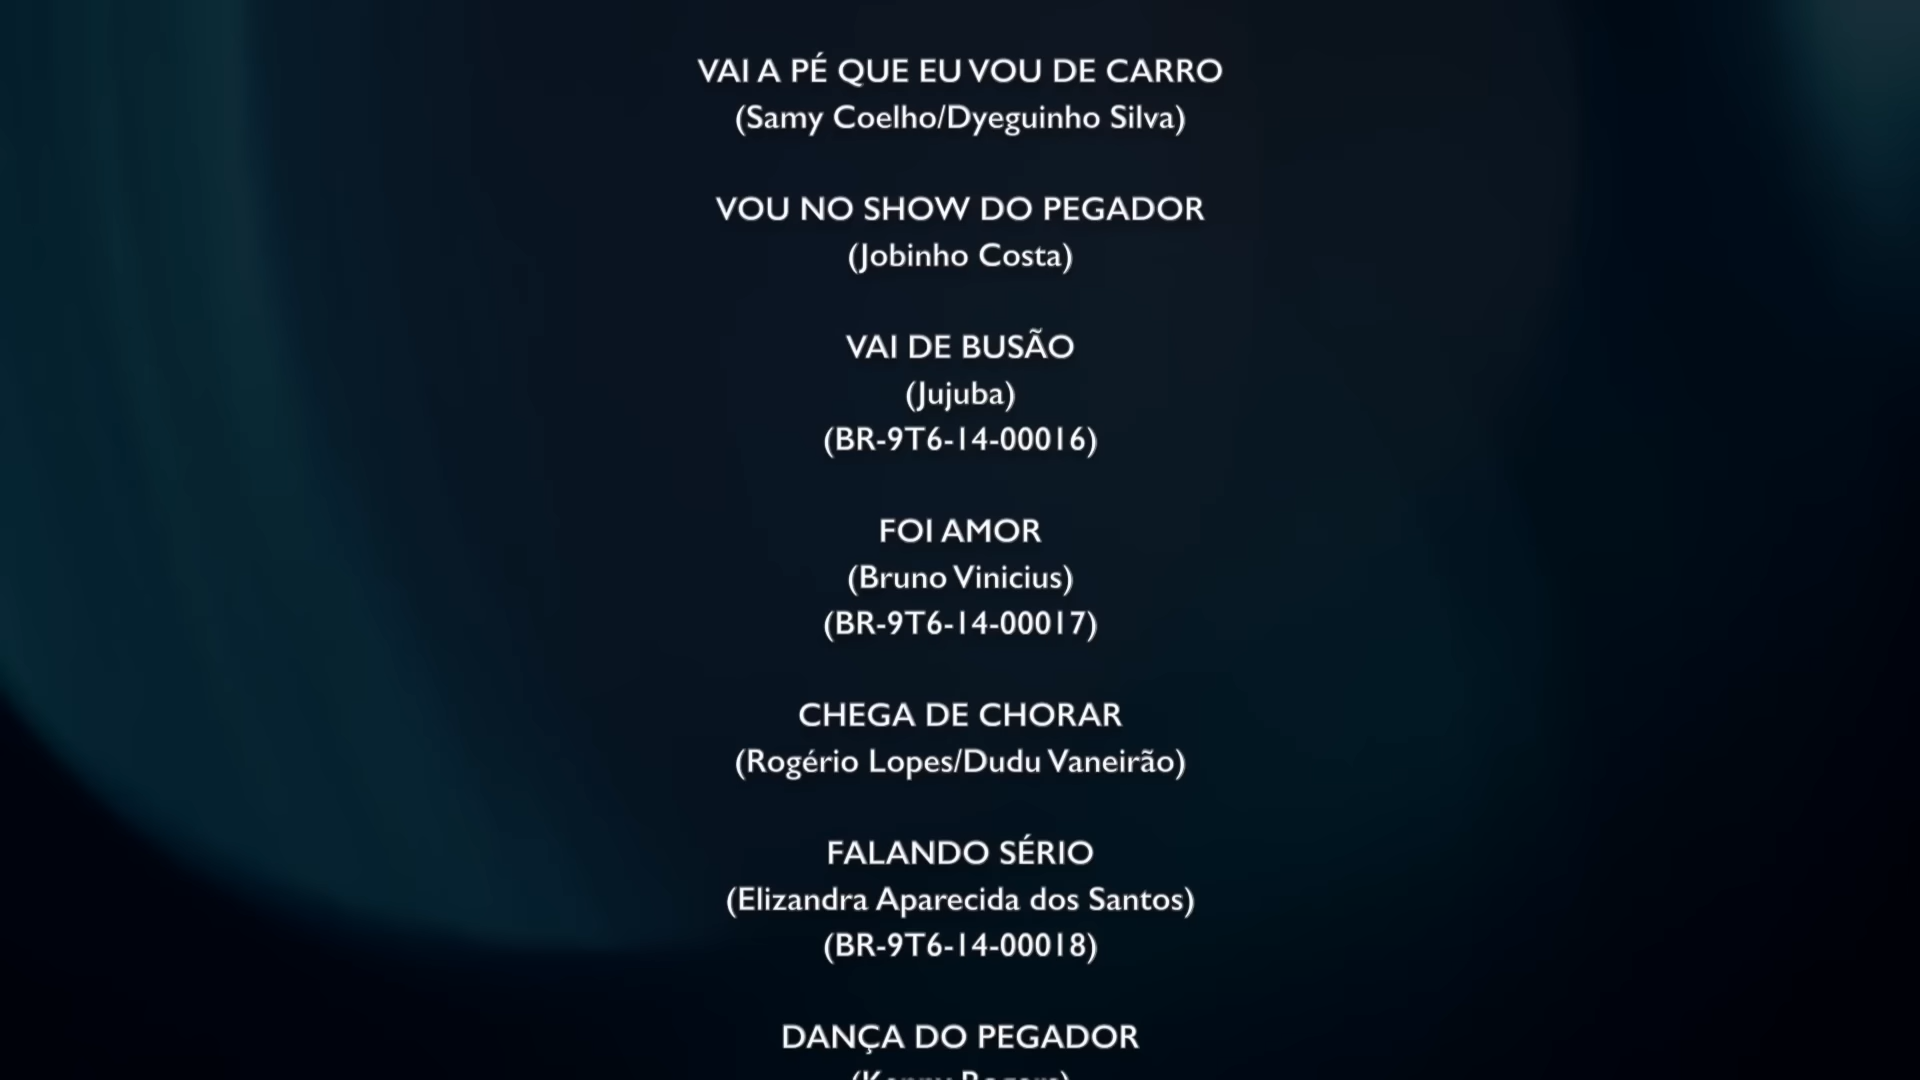 VAI A PÉ QUE EU VOU DE CARRO
(Samy Coelho/Dyeguinho Silva)
VOU NO SHOW DO PEGADOR
(Jobinho Costa)
VAI DE BUSÃO
(Jujuba)
(BR-9T6-14-00016)
FOI AMOR
(Bruno Vinicius)
(BR-9T6-14-00017)
CHEGA DE CHORAR
(Rogério Lopes/Dudu Vaneirão)
FALANDO SÉRIO
(Elizandra Aparecida dos Santos)
(BR-9T6-14-00018)
DANÇA DO PEGADOR